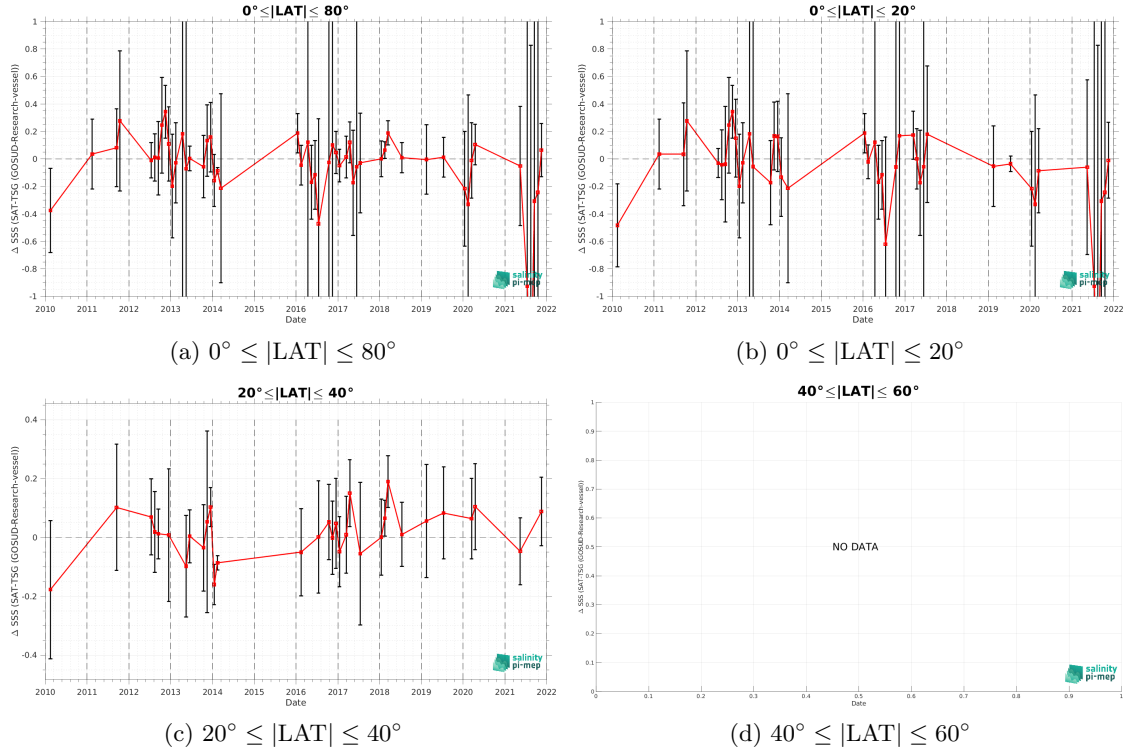 0°≤|LAT|≤ 80°
1
0.8
0.6
0.4
0.2
0
-0.2
-0.4
-0.6
-0.8
-1
Δ SSS (SAT-TSG (GOSUD-Research-vessel))
2010 2011 2012 2013 2014 2015 2016 2017 2018 2019 2020 2021 2022
Date
salinity
pi-mep
(a) 0° ≤ |LAT| ≤ 80°
0°≤|LAT|≤ 20°
1
0.8
0.6
0.4
0.2
0
-0.2
-0.4
-0.6
-0.8
-1
Δ SSS (SAT-TSG (GOSUD-Research-vessel))
2010 2011 2012 2013 2014 2015 2016 2017 2018 2019 2020 2021 2022
Date
salinity
pi-mep
(b) 0° ≤ |LAT| ≤ 20°
20°≤|LAT|≤ 40°
0.4
0.2
0
-0.2
-0.4
Δ SSS (SAT-TSG (GOSUD-Research-vessel))
2010 2011 2012 2013 2014 2015 2016 2017 2018 2019 2020 2021 2022
Date
salinity
pi-mep
(c) 20° ≤ |LAT| ≤ 40°
40°≤|LAT|≤ 60°
1
0.9
0.8
0.7
0.6
0.5
0.4
0.3
0.2
0.1
0
Δ SSS (SAT-TSG (GOSUD-Research-vessel))
NO DATA
0 0.1 0.2 0.3 0.4 0.5 0.6 0.7 0.8 0.9 1
Date
salinity
pi-mep
(d) 40° ≤ |LAT| ≤ 60°